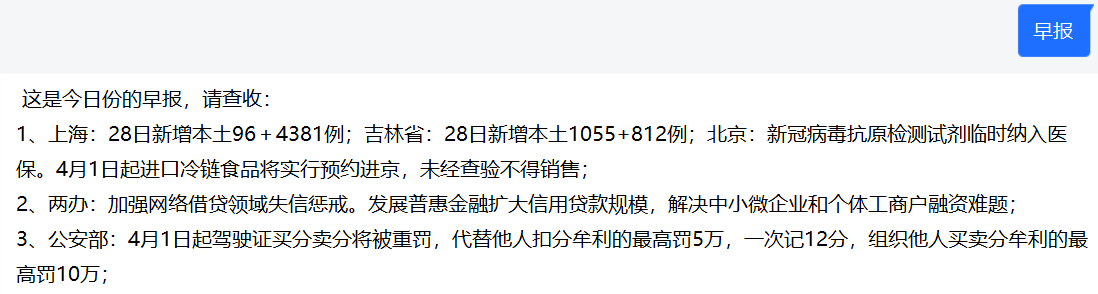 早报
这是今日份的早报，请查收：
1、上海：28日新增本土96＋4381例；吉林省：28日新增本土1055+812例；北京：新冠病毒抗原检测试剂临时纳入医
保。4月1日起进口冷链食品将实行预约进京，未经查验不得销售；
2、两办：加强网络借贷领域失信惩戒。发展普惠金融扩大信用贷款规模，解决中小微企业和个体工商户融资难题；
3、公安部：4月1日起驾驶证买分卖分将被重罚，代替他人扣分牟利的最高罚5万，一次记12分，组织他人买卖分牟利的最
高罚10万；